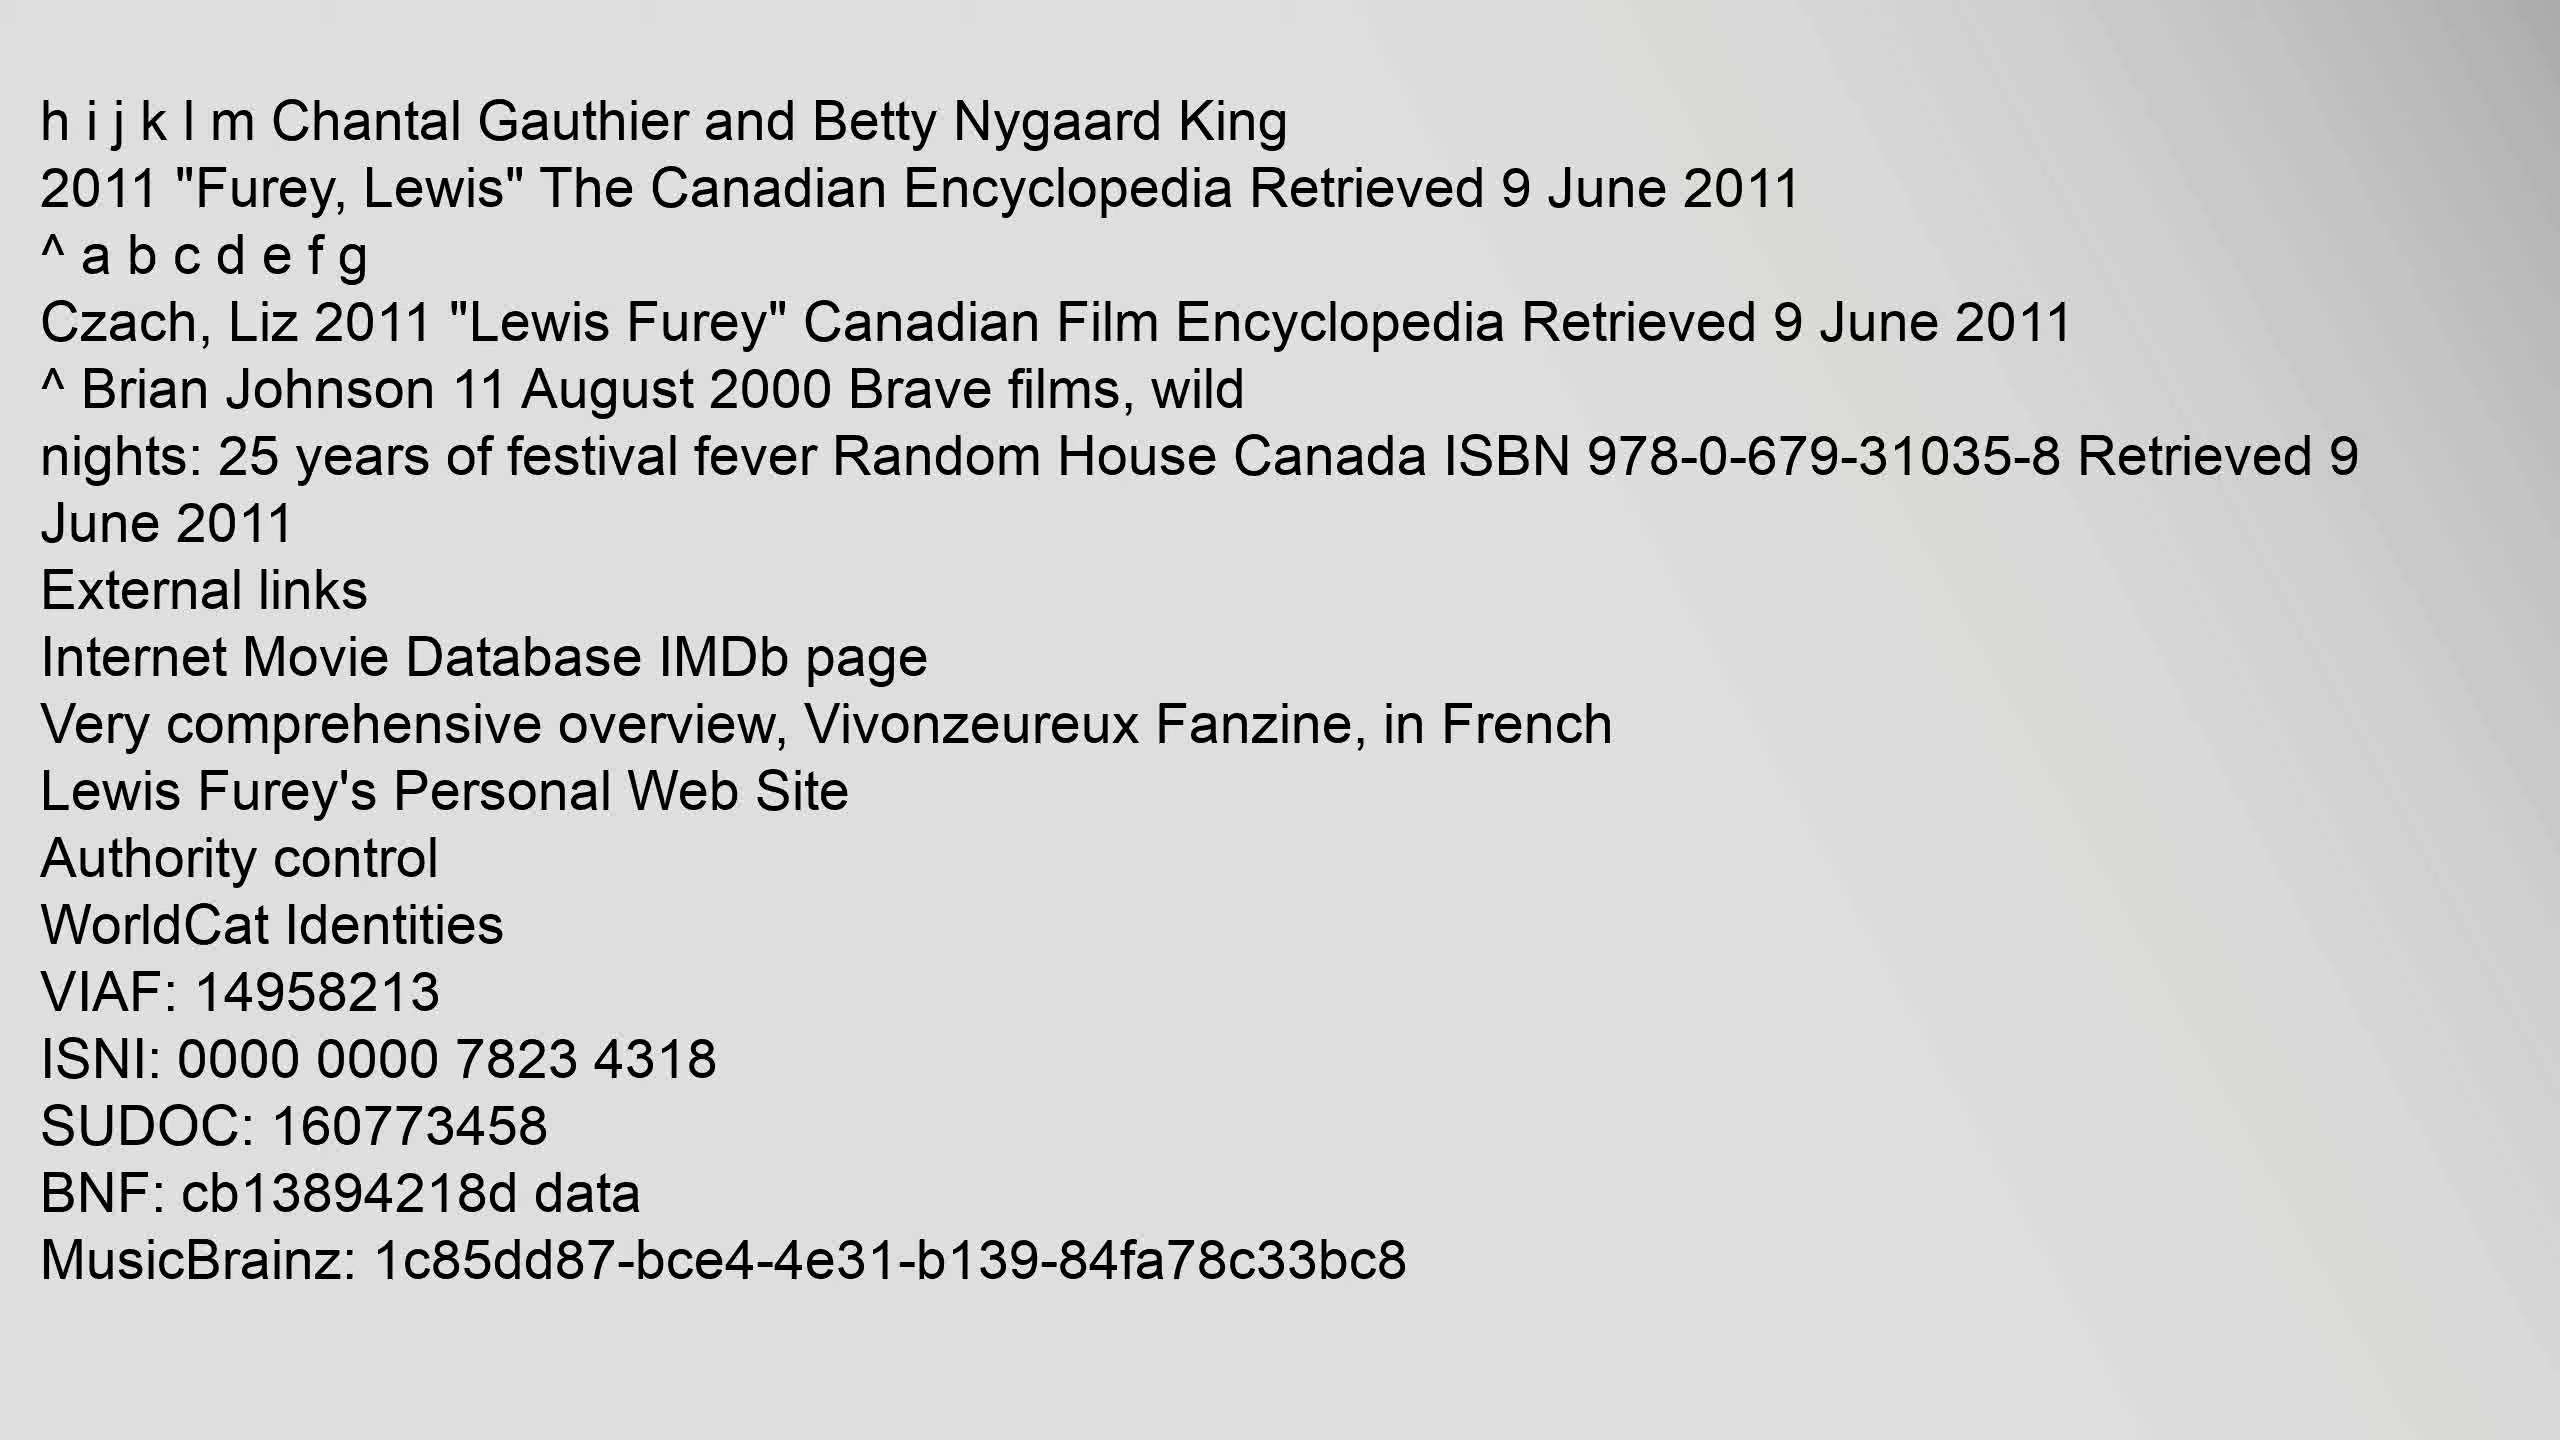 h i j k l m Chantal Gauthier and Betty Nygaard King
2011 "Furey, Lewis" The Canadian Encyclopedia Retrieved 9 June 2011
^ a b c d e f g
Czach, Liz 2011 "Lewis Furey" Canadian Film Encyclopedia Retrieved 9 June 2011
^ Brian Johnson 11 August 2000 Brave films, wild
nights: 25 years of festival fever Random House Canada ISBN 978-0-679-31035-8 Retrieved 9
June 2011
External links
Internet Movie Database IMDb page
Very comprehensive overview, Vivonzeureux Fanzine, in French
Lewis Furey's Personal Web Site
Authority control
WorldCat Identities
VIAF: 14958213
ISNI: 0000 0000 7823 4318
SUDOC: 160773458
BNF: cb13894218d data
MusicBrainz: 1c85dd87-bce4-4e31-b139-84fa78c33bc8